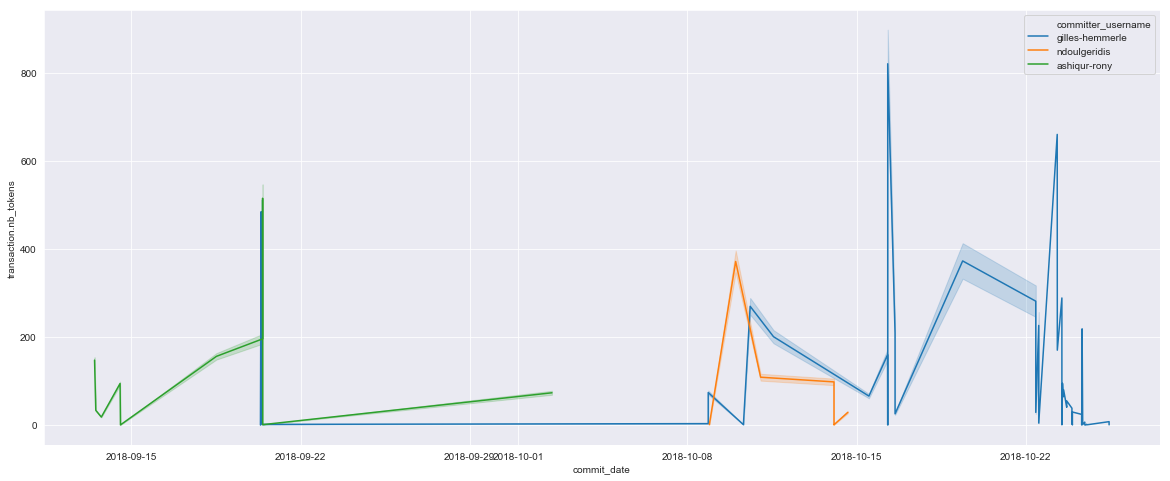 committer_username
gilles-hemmerle
ndoulgeridis
ashiqur-rony
transaction.nb_tokens
800
600
400
200
0
2018-09-15 2018-09-22 2018-09-29 2018-10-01 2018-10-08 2018-10-15 2018-10-22
commit_date